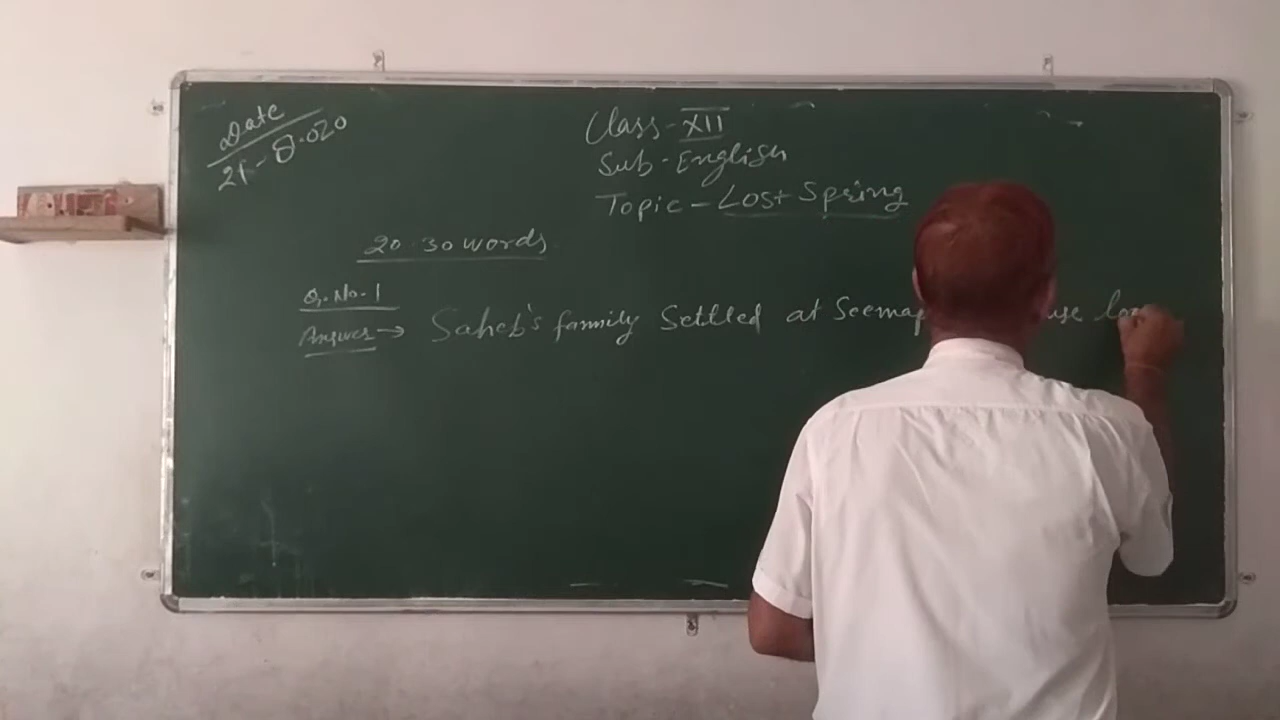 Date
21-8.020
Class-XII
Sub-English
Topic-Lost Spring
20.30 words
Q.No.1
Answer → Saheb's family Settled at Seemap